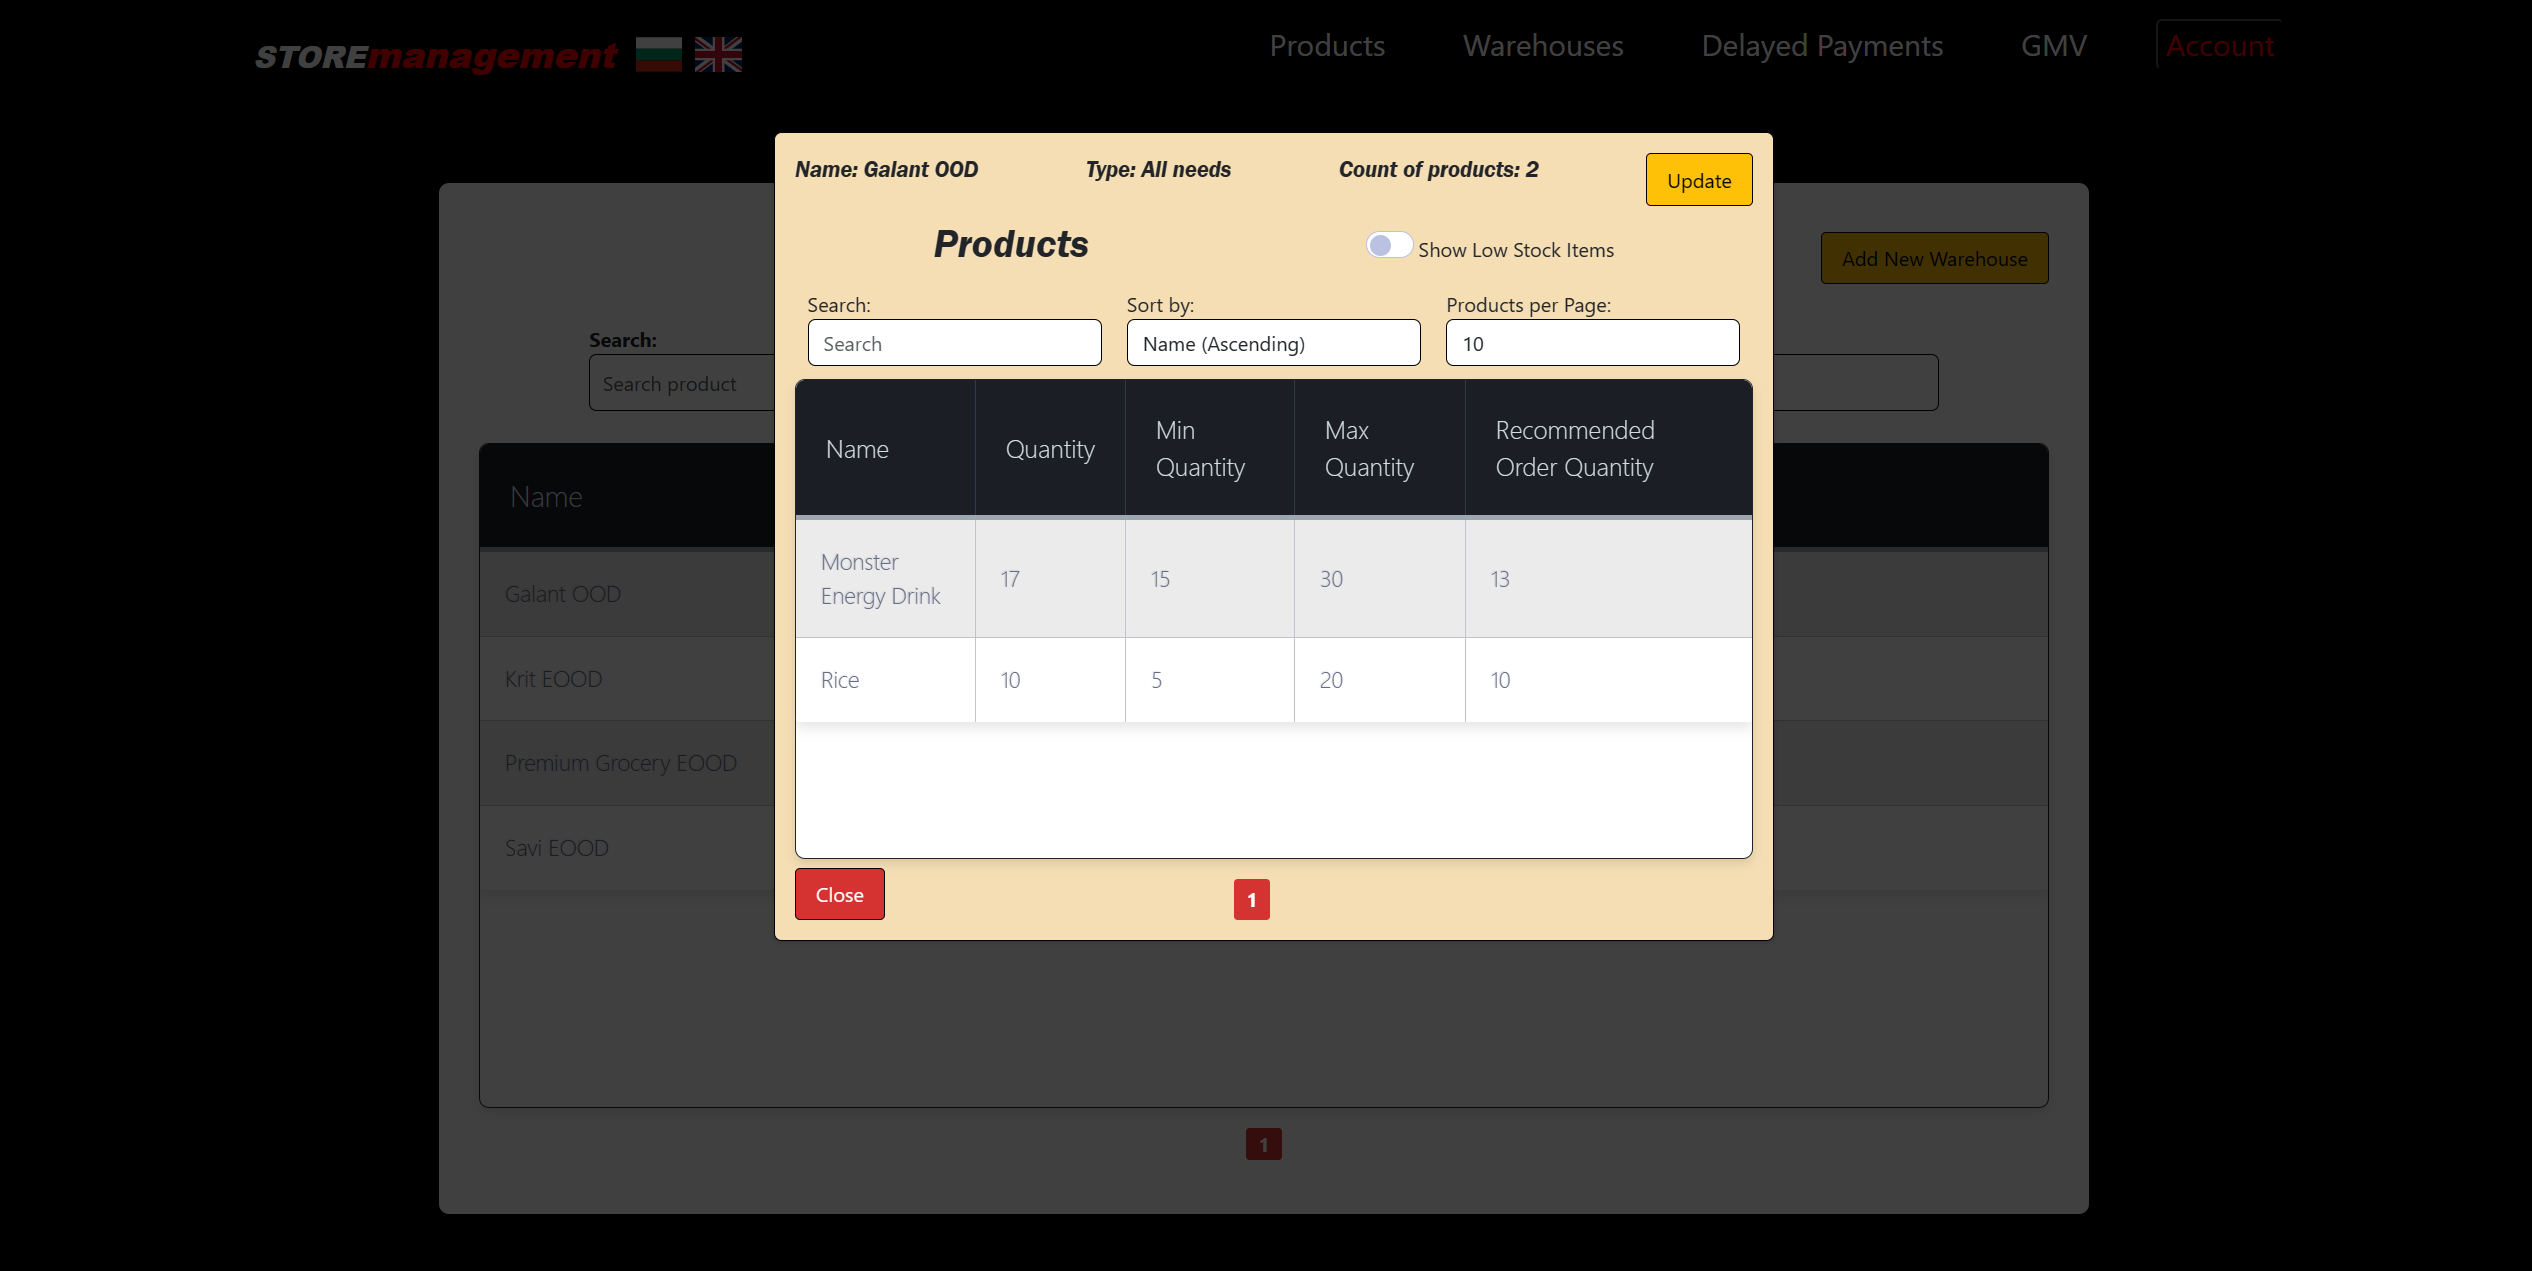 STOREmanagement
Products Warehouses Delayed Payments GMV Account
Name: Galant OOD Type: All needs Count of products: 2 Update
Products Show Low Stock Items
Add New Warehouse
Search: Sort by: Products per Page:
Search Name (Ascending) 10
Search:
Search product
Name Quantity Min Quantity Max Quantity Recommended Order Quantity
Monster Energy Drink 17 15 30 13
Rice 10 5 20 10
Close 1
Name
Galant OOD
Krit EOOD
Premium Grocery EOOD
Savi EOOD
1